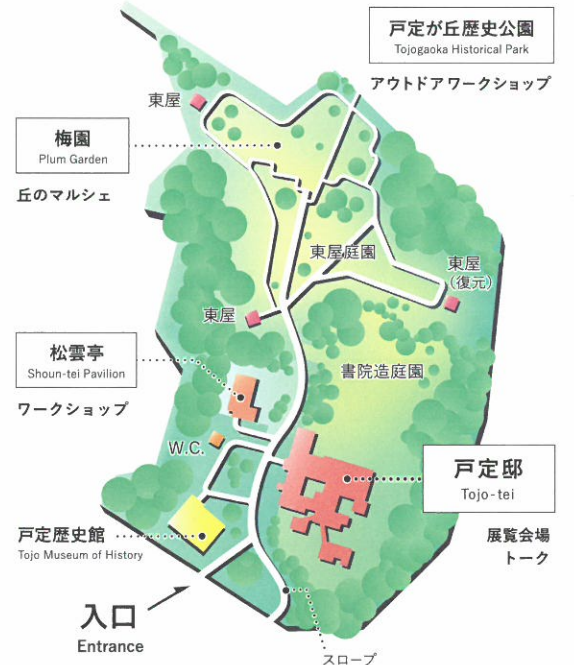 戸定が丘歴史公園
Tojogaoka Historical Park
アウトドアワークショップ
東屋
梅園
Plum Garden
丘のマルシェ
東屋庭園
東屋
(復元)
東屋
松雲亭
Shoun-tei Pavilion
ワークショップ
書院造庭園
W.C.
戸定邸
Tojo-tei
展覧会場
トーク
戸定歴史館
Tojo Museum of History
入口
Entrance
スロープ